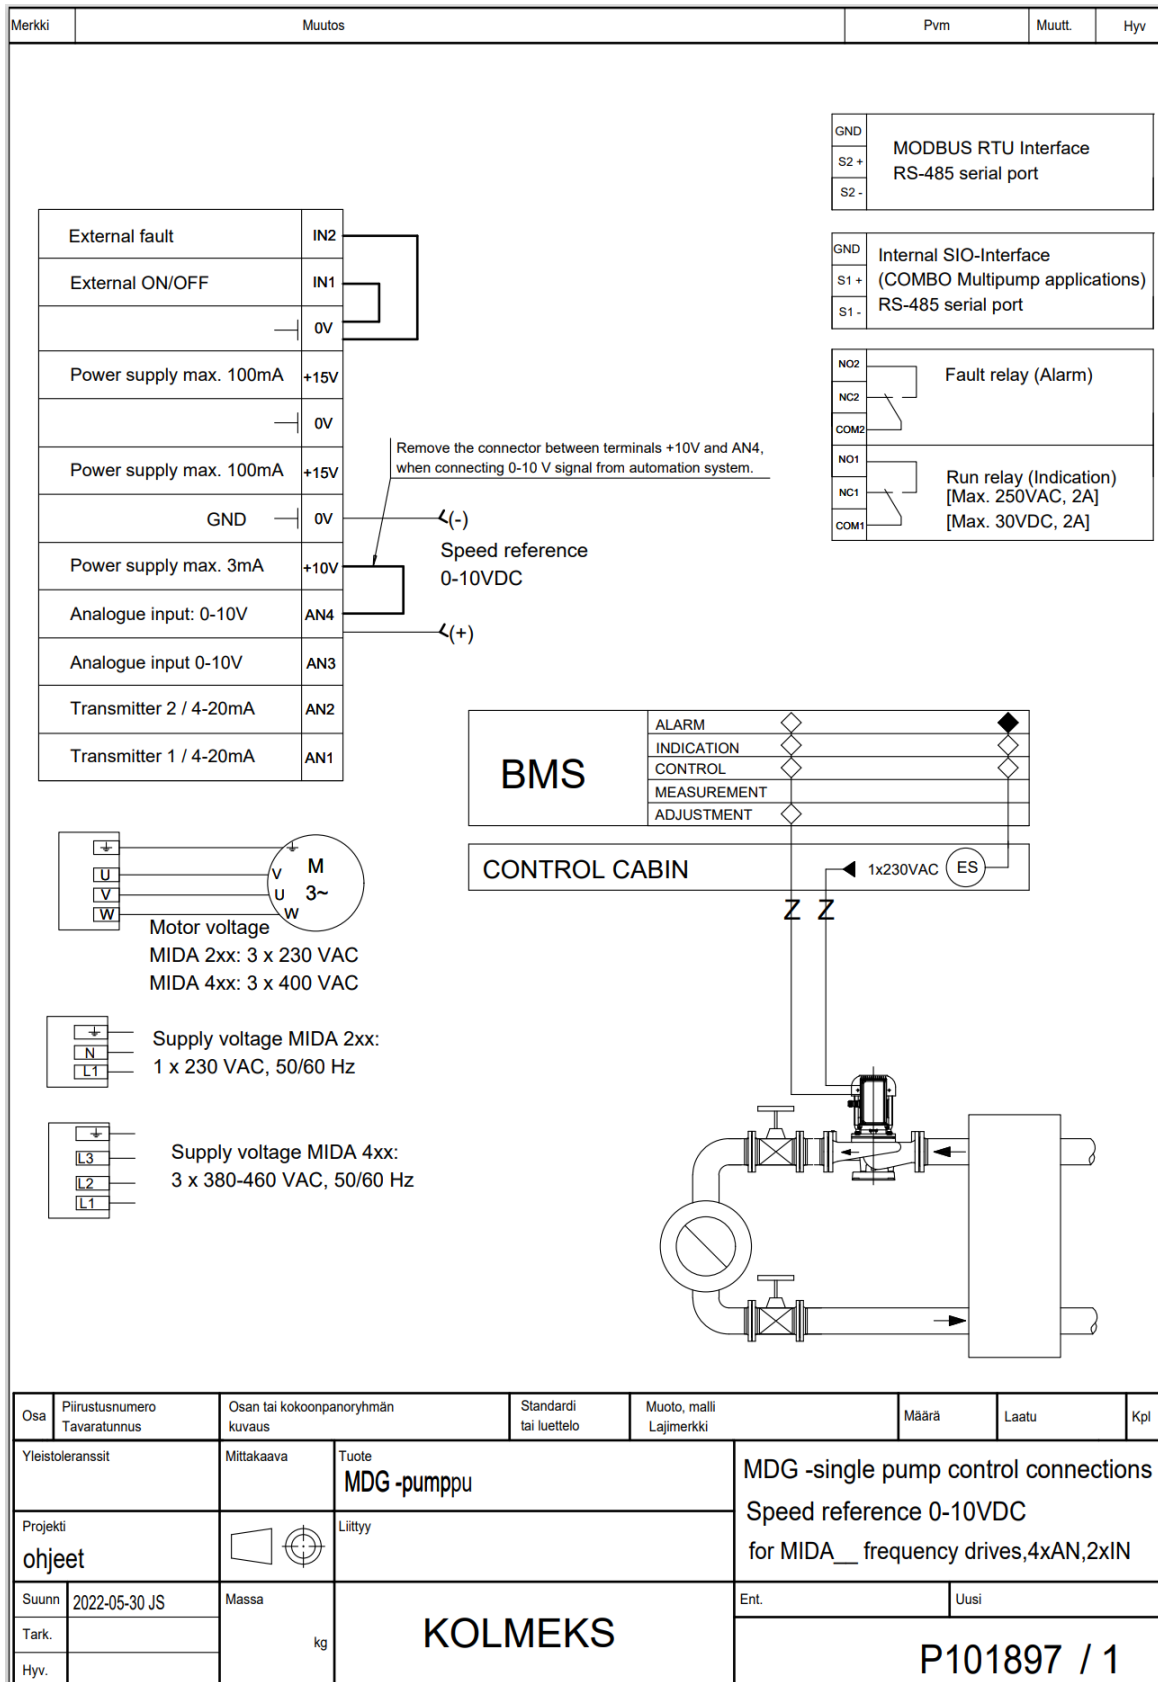 Merkki
Muutos
Pvm
Muutt.
Hyv
GND
S2 +
S2 -
MODBUS RTU Interface
RS-485 serial port
GND
S1 +
S1 -
Internal SIO-Interface
(COMBO Multipump applications)
RS-485 serial port
NO2
NC2
COM2
Fault relay (Alarm)
NO1
NC1
COM1
Run relay (Indication)
[Max. 250VAC, 2A]
[Max. 30VDC, 2A]
External fault IN2
External ON/OFF IN1
0V
Power supply max. 100mA +15V
0V
Power supply max. 100mA +15V
GND 0V
Power supply max. 3mA +10V
Analogue input: 0-10V AN4
Analogue input 0-10V AN3
Transmitter 2 / 4-20mA AN2
Transmitter 1 / 4-20mA AN1
Remove the connector between terminals +10V and AN4,
when connecting 0-10 V signal from automation system.
(-)
Speed reference
0-10VDC
(+)
BMS
ALARM
INDICATION
CONTROL
MEASUREMENT
ADJUSTMENT
CONTROL CABIN
1x230VAC
ES
Z Z
U
V
W
V
U
W
M
3~
Motor voltage
MIDA 2xx: 3 x 230 VAC
MIDA 4xx: 3 x 400 VAC
N
L1
Supply voltage MIDA 2xx:
1 x 230 VAC, 50/60 Hz
L3
L2
L1
Supply voltage MIDA 4xx:
3 x 380-460 VAC, 50/60 Hz
Osa
Piirustusnumero
Tavaratunnus
Osan tai kokoonpanoryhmän
kuvaus
Standardi
tai luettelo
Muoto, malli
Lajimerkki
Määrä
Laatu
Kpl
Yleistoleranssit
Mittakaava
Tuote
MDG -pumppu
MDG -single pump control connections
Speed reference 0-10VDC
for MIDA__ frequency drives,4xAN,2xIN
Projekti
ohjeet
Liittyy
Suunn 2022-05-30 JS
Tark.
Hyv.
Massa
kg
KOLMEKS
Ent.
Uusi
P101897 / 1